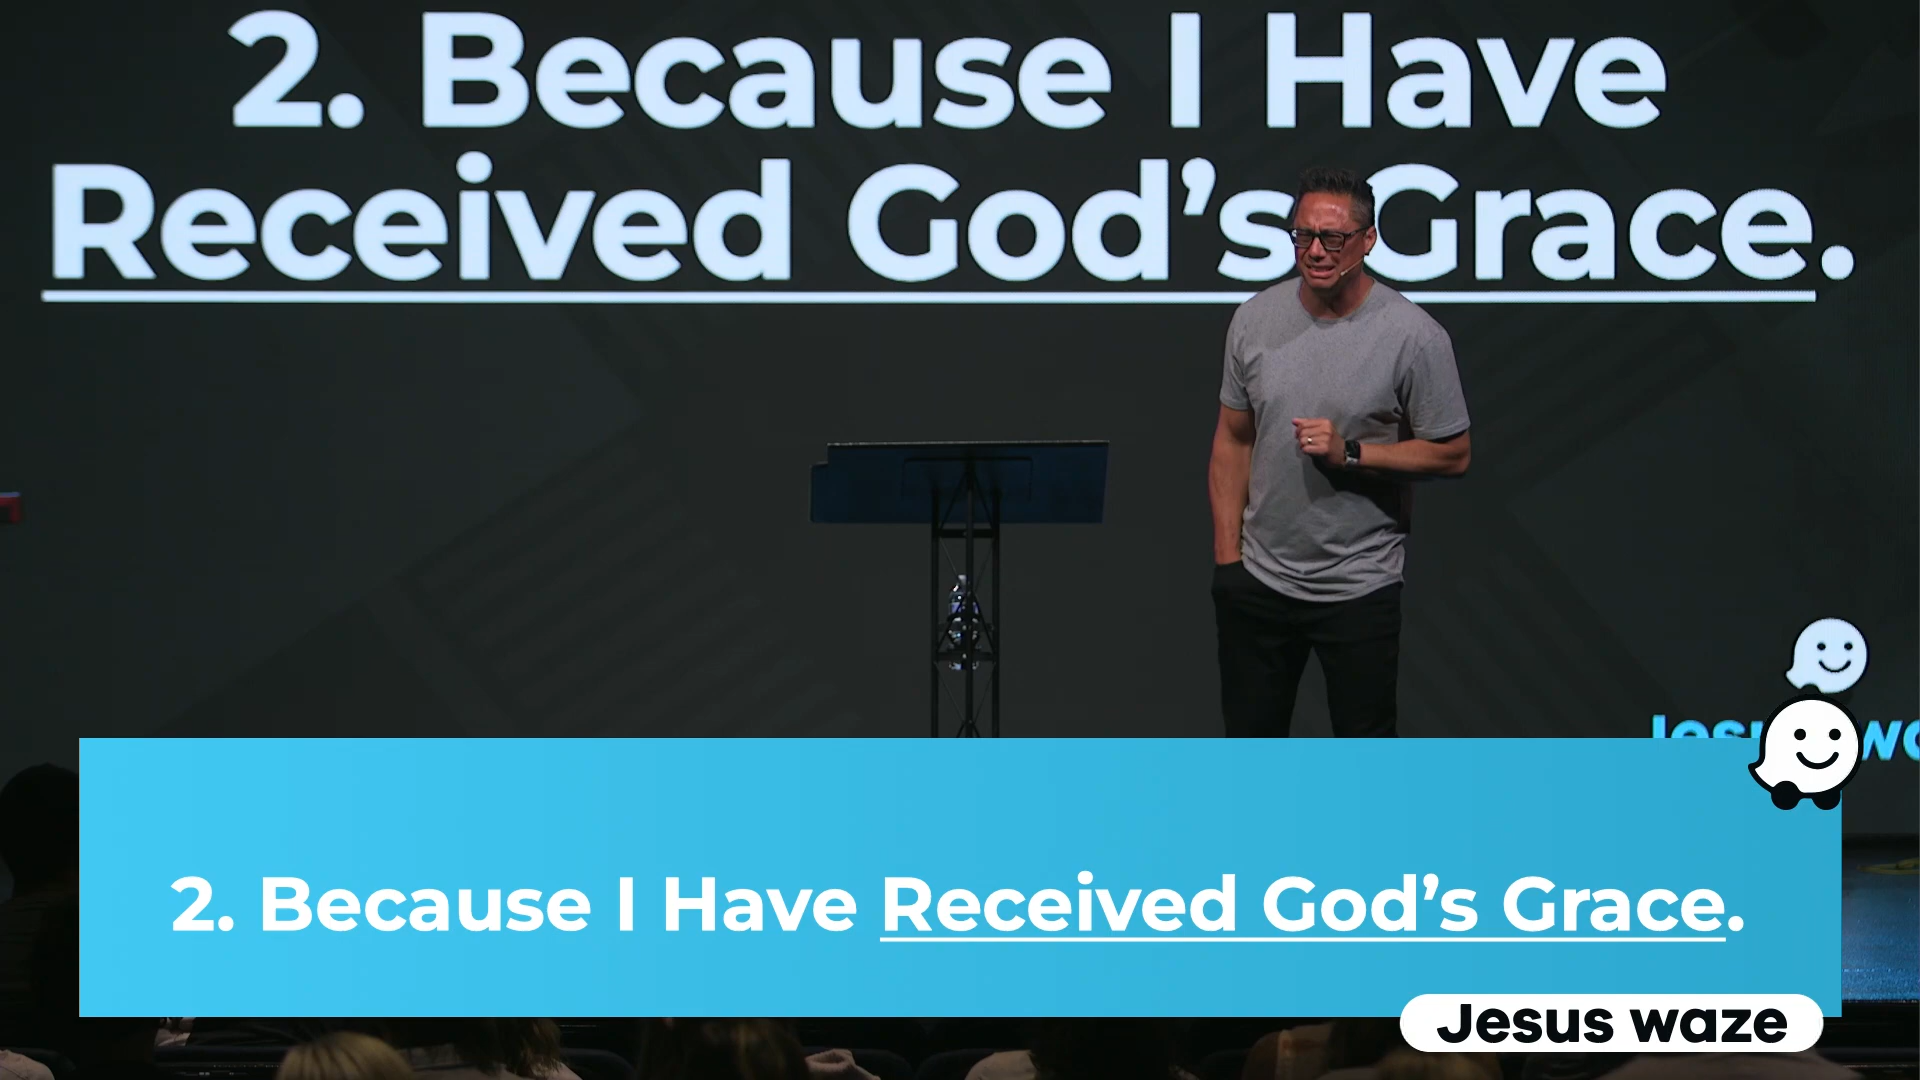 2. Because I Have
Received God's Grace.
2. Because I Have Received God's Grace.
Jesus waze